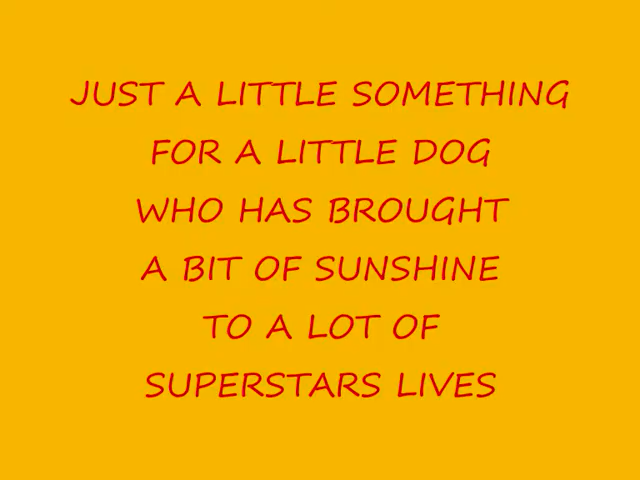 JUST A LITTLE SOMETHING
FOR A LITTLE DOG
WHO HAS BROUGHT
A BIT OF SUNSHINE
TO A LOT OF
SUPERSTARS LIVES